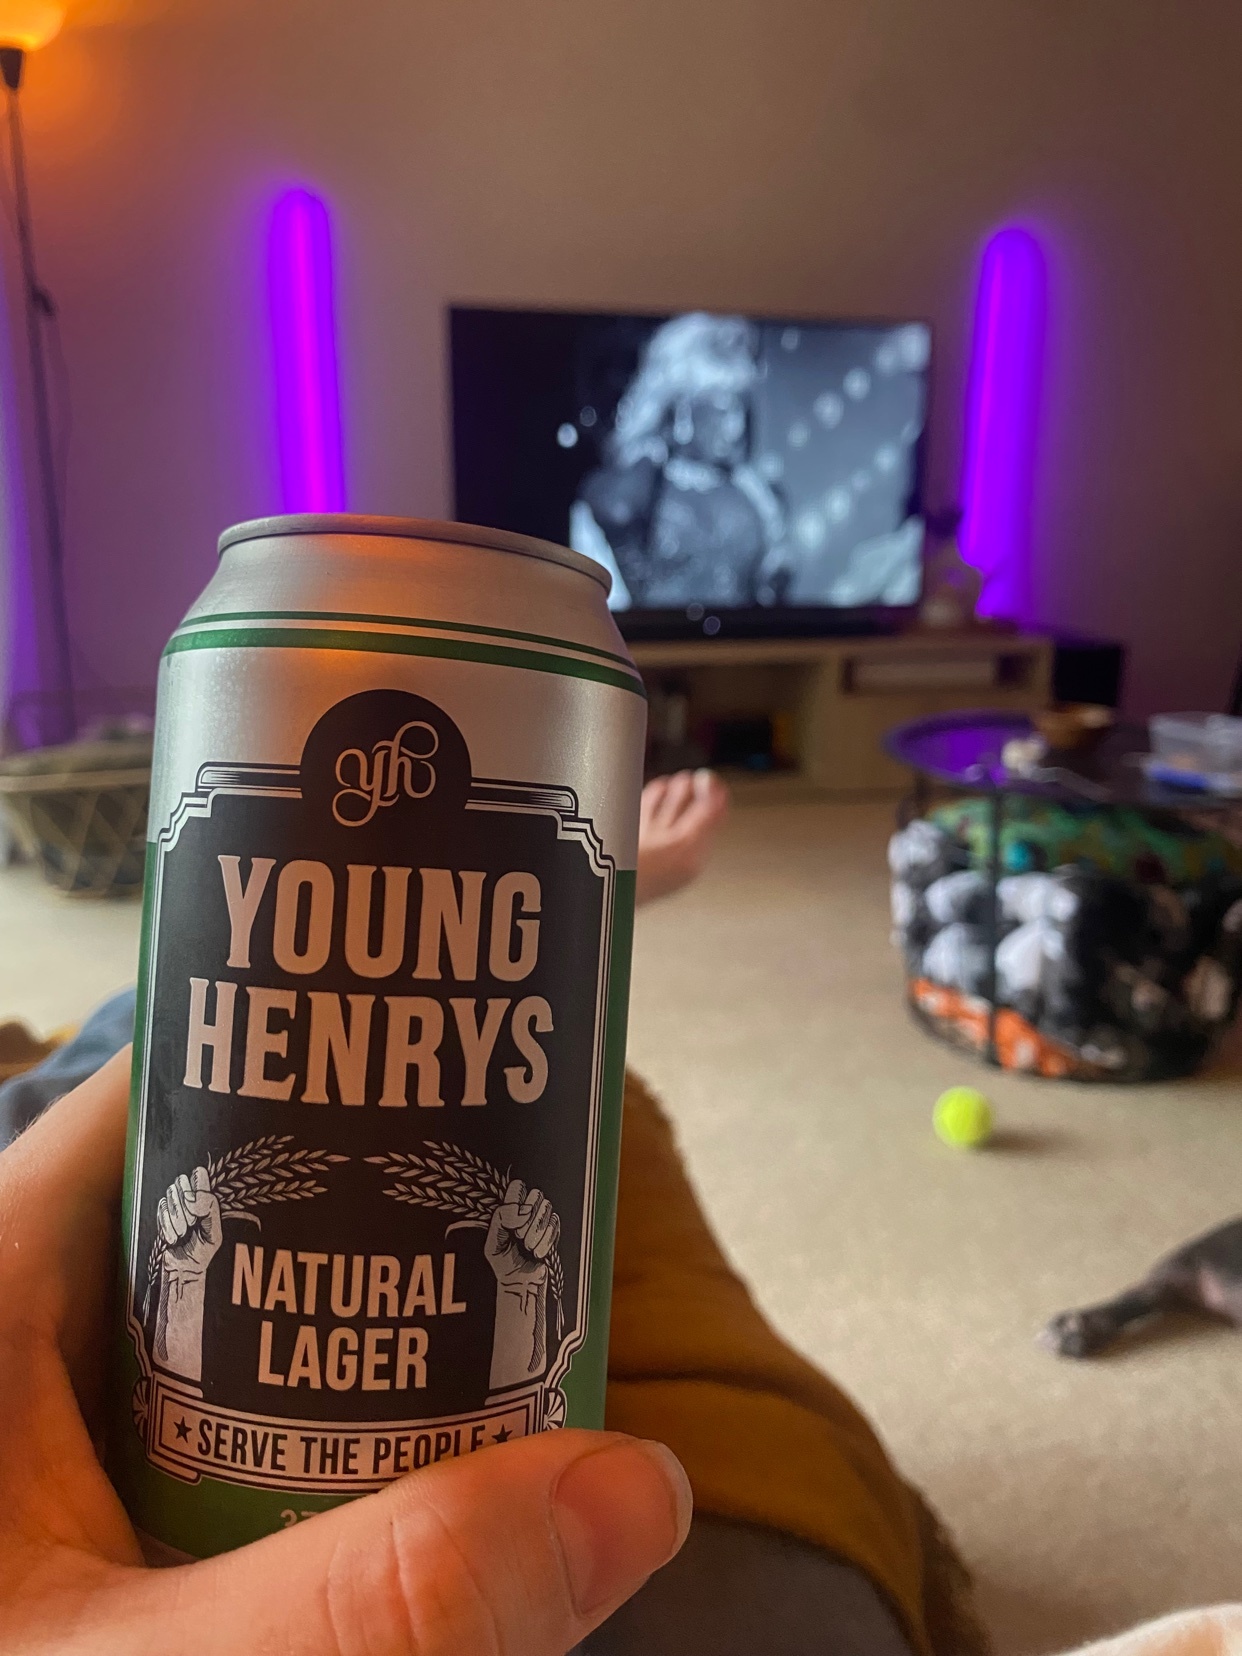 yh
YOUNG
HENRYS
NATURAL
LAGER
SERVE THE PEOPLE